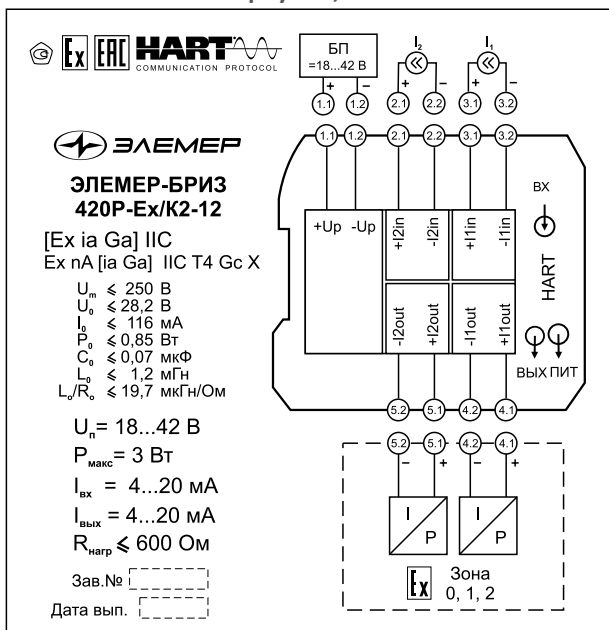 Ex EAC HART
COMMUNICATION PROTOCOL
ЭЛЕМЕР
ЭЛЕМЕР-БРИЗ
420Р-Ex/К2-12
[Ex ia Ga] IIC
Ex nA [ia Ga] IIC T4 Gc X
Um ⩽ 250 В
U0 ⩽ 28,2 В
I0 ⩽ 116 мА
P0 ⩽ 0,85 Вт
C0 ⩽ 0,07 мкФ
L0 ⩽ 1,2 мГн
Lo/Ro ⩽ 19,7 мкГн/Ом
Uп= 18...42 В
Pмакс= 3 Вт
Iвх = 4...20 мА
Iвых = 4...20 мА
Rнагр ⩽ 600 Ом
Зав.№
Дата вып.
БП
=18...42 В
I2 I1
+ − + − + −
1.1 1.2 2.1 2.2 3.1 3.2
1.1 1.2 2.1 2.2 3.1 3.2
+Up -Up
+I2in -I2in +I1in -I1in
-I2out +I2out -I1out +I1out
ВХ
HART
ВЫХ ПИТ
5.2 5.1 4.2 4.1
5.2 5.1 4.2 4.1
− + − +
I P I P
Ex Зона
0, 1, 2